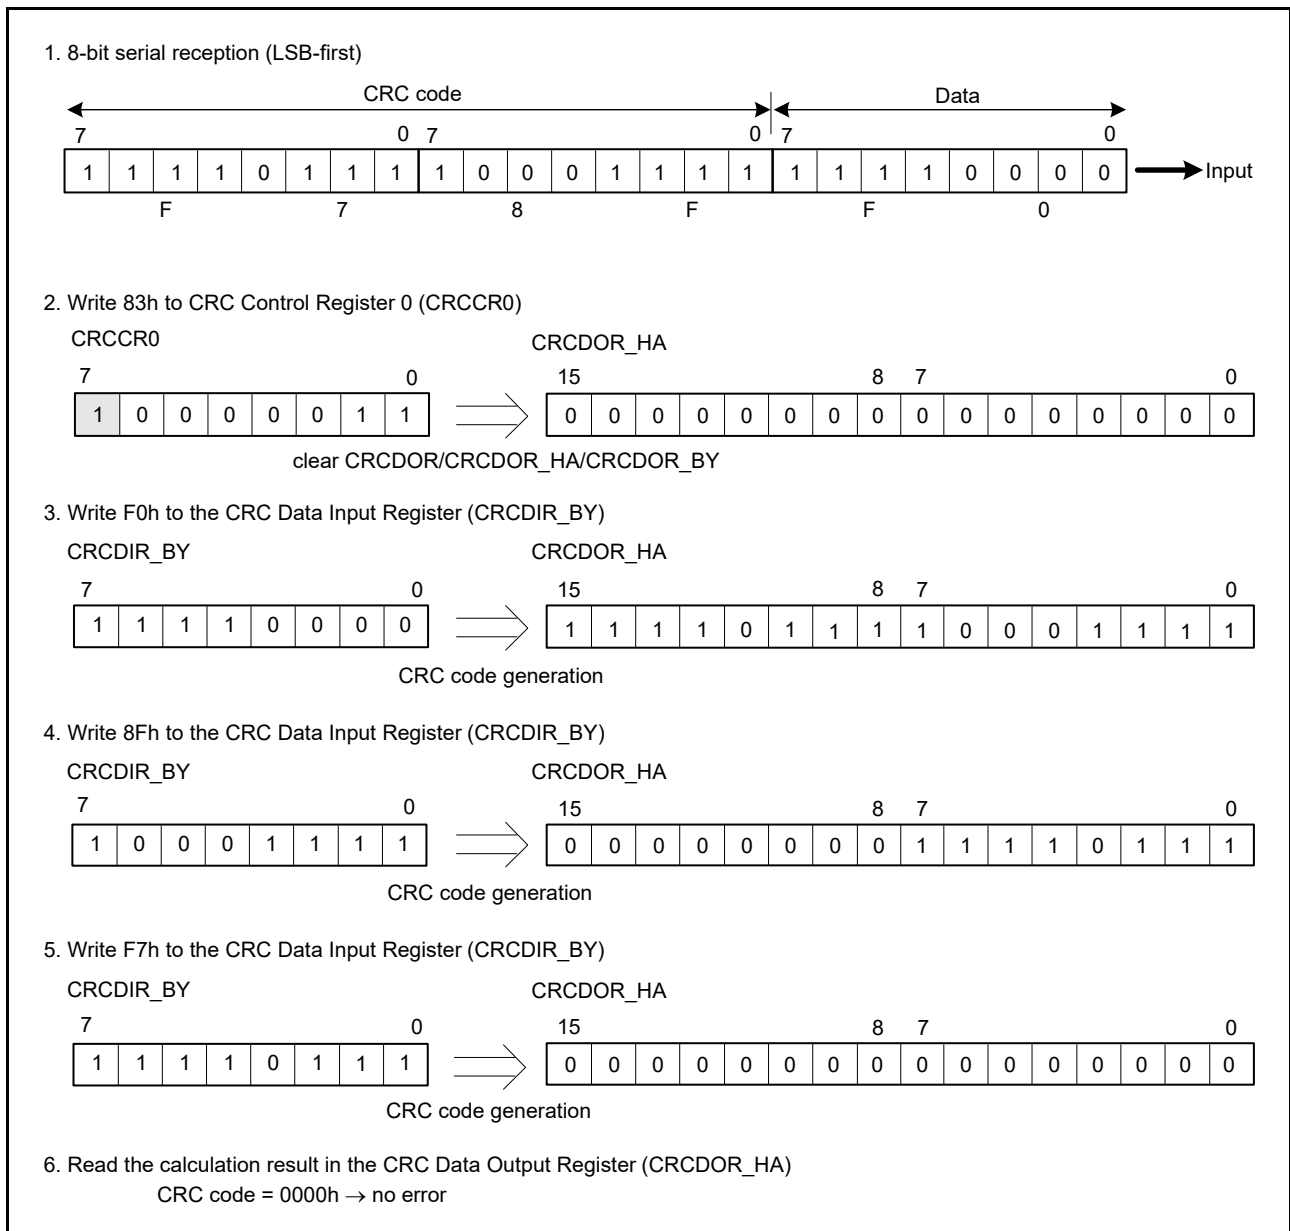 1. 8-bit serial reception (LSB-first)
CRC code Data
7 0 7 0 7 0
1 1 1 1 0 1 1 1 1 0 0 0 1 1 1 1 1 1 1 1 0 0 0 0 Input
F 7 8 F F 0
2. Write 83h to CRC Control Register 0 (CRCCR0)
CRCCR0 CRCDOR_HA
7 0 15 8 7 0
1 0 0 0 0 0 1 1 0 0 0 0 0 0 0 0 0 0 0 0 0 0 0 0
clear CRCDOR/CRCDOR_HA/CRCDOR_BY
3. Write F0h to the CRC Data Input Register (CRCDIR_BY)
CRCDIR_BY CRCDOR_HA
7 0 15 8 7 0
1 1 1 1 0 0 0 0 1 1 1 1 0 1 1 1 1 0 0 0 1 1 1 1
CRC code generation
4. Write 8Fh to the CRC Data Input Register (CRCDIR_BY)
CRCDIR_BY CRCDOR_HA
7 0 15 8 7 0
1 0 0 0 1 1 1 1 0 0 0 0 0 0 0 0 1 1 1 1 0 1 1 1
CRC code generation
5. Write F7h to the CRC Data Input Register (CRCDIR_BY)
CRCDIR_BY CRCDOR_HA
7 0 15 8 7 0
1 1 1 1 0 1 1 1 0 0 0 0 0 0 0 0 0 0 0 0 0 0 0 0
CRC code generation
6. Read the calculation result in the CRC Data Output Register (CRCDOR_HA)
CRC code = 0000h → no error